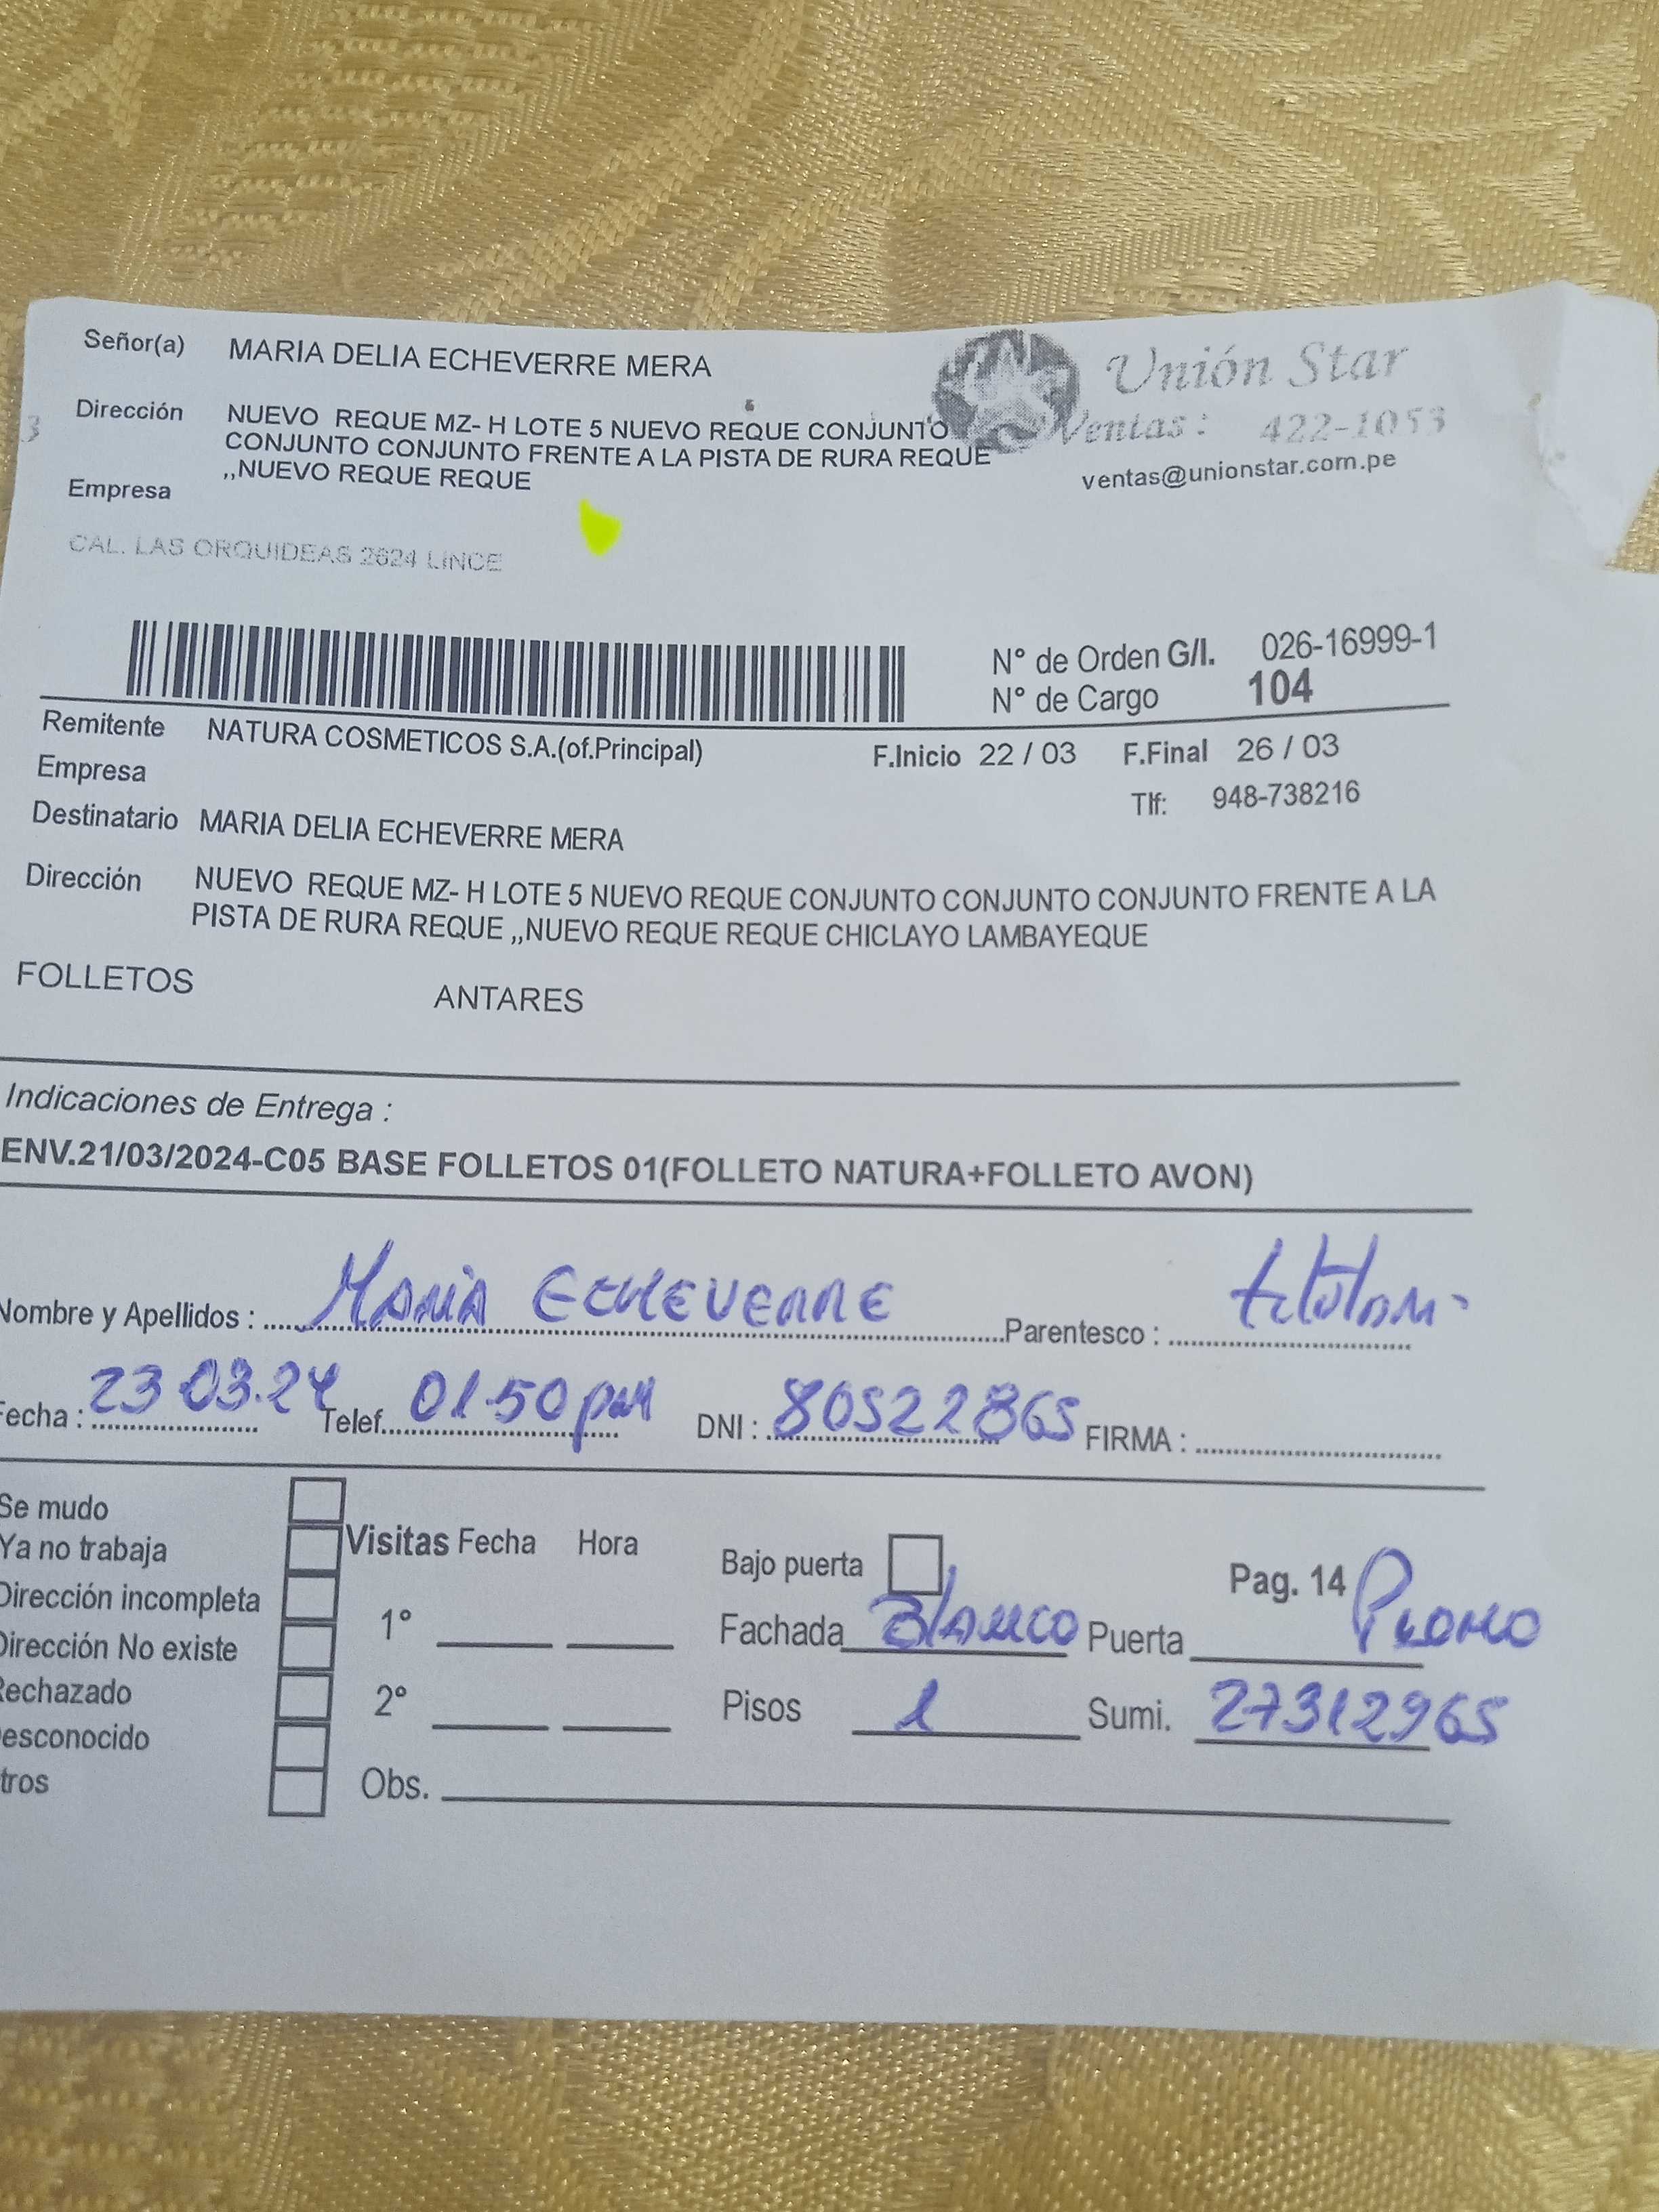 Señor(a) MARIA DELIA ECHEVERRE MERA
Unión Star
Dirección NUEVO REQUE MZ- H LOTE 5 NUEVO REQUE CONJUNTO
Ventas: 422-1053
3
CONJUNTO CONJUNTO FRENTE A LA PISTA DE RURA REQUE
ventas@unionstar.com.pe
,,NUEVO REQUE REQUE
Empresa
CAL. LAS ORQUIDEAS 2624 LINCE
N° de Orden G/I. 026-16999-1
N° de Cargo 104
Remitente NATURA COSMETICOS S.A.(of.Principal) F.Inicio 22 / 03 F.Final 26 / 03
Empresa
Tlf: 948-738216
Destinatario MARIA DELIA ECHEVERRE MERA
Dirección NUEVO REQUE MZ- H LOTE 5 NUEVO REQUE CONJUNTO CONJUNTO CONJUNTO FRENTE A LA
PISTA DE RURA REQUE ,,NUEVO REQUE REQUE CHICLAYO LAMBAYEQUE
FOLLETOS ANTARES
Indicaciones de Entrega :
ENV.21/03/2024-C05 BASE FOLLETOS 01(FOLLETO NATURA+FOLLETO AVON)
Nombre y Apellidos : MARIA ECHEVERRE Parentesco :
Fecha : 23 03.24 Telef. 01.50 pm DNI : 80522865 FIRMA :
Se mudo
Ya no trabaja
Visitas Fecha Hora
Bajo puerta
Pag. 14
Dirección incompleta
1°
Fachada Blanco Puerta
Dirección No existe
Rechazado
2°
Pisos 1 Sumi. 27312965
esconocido
tros
Obs.